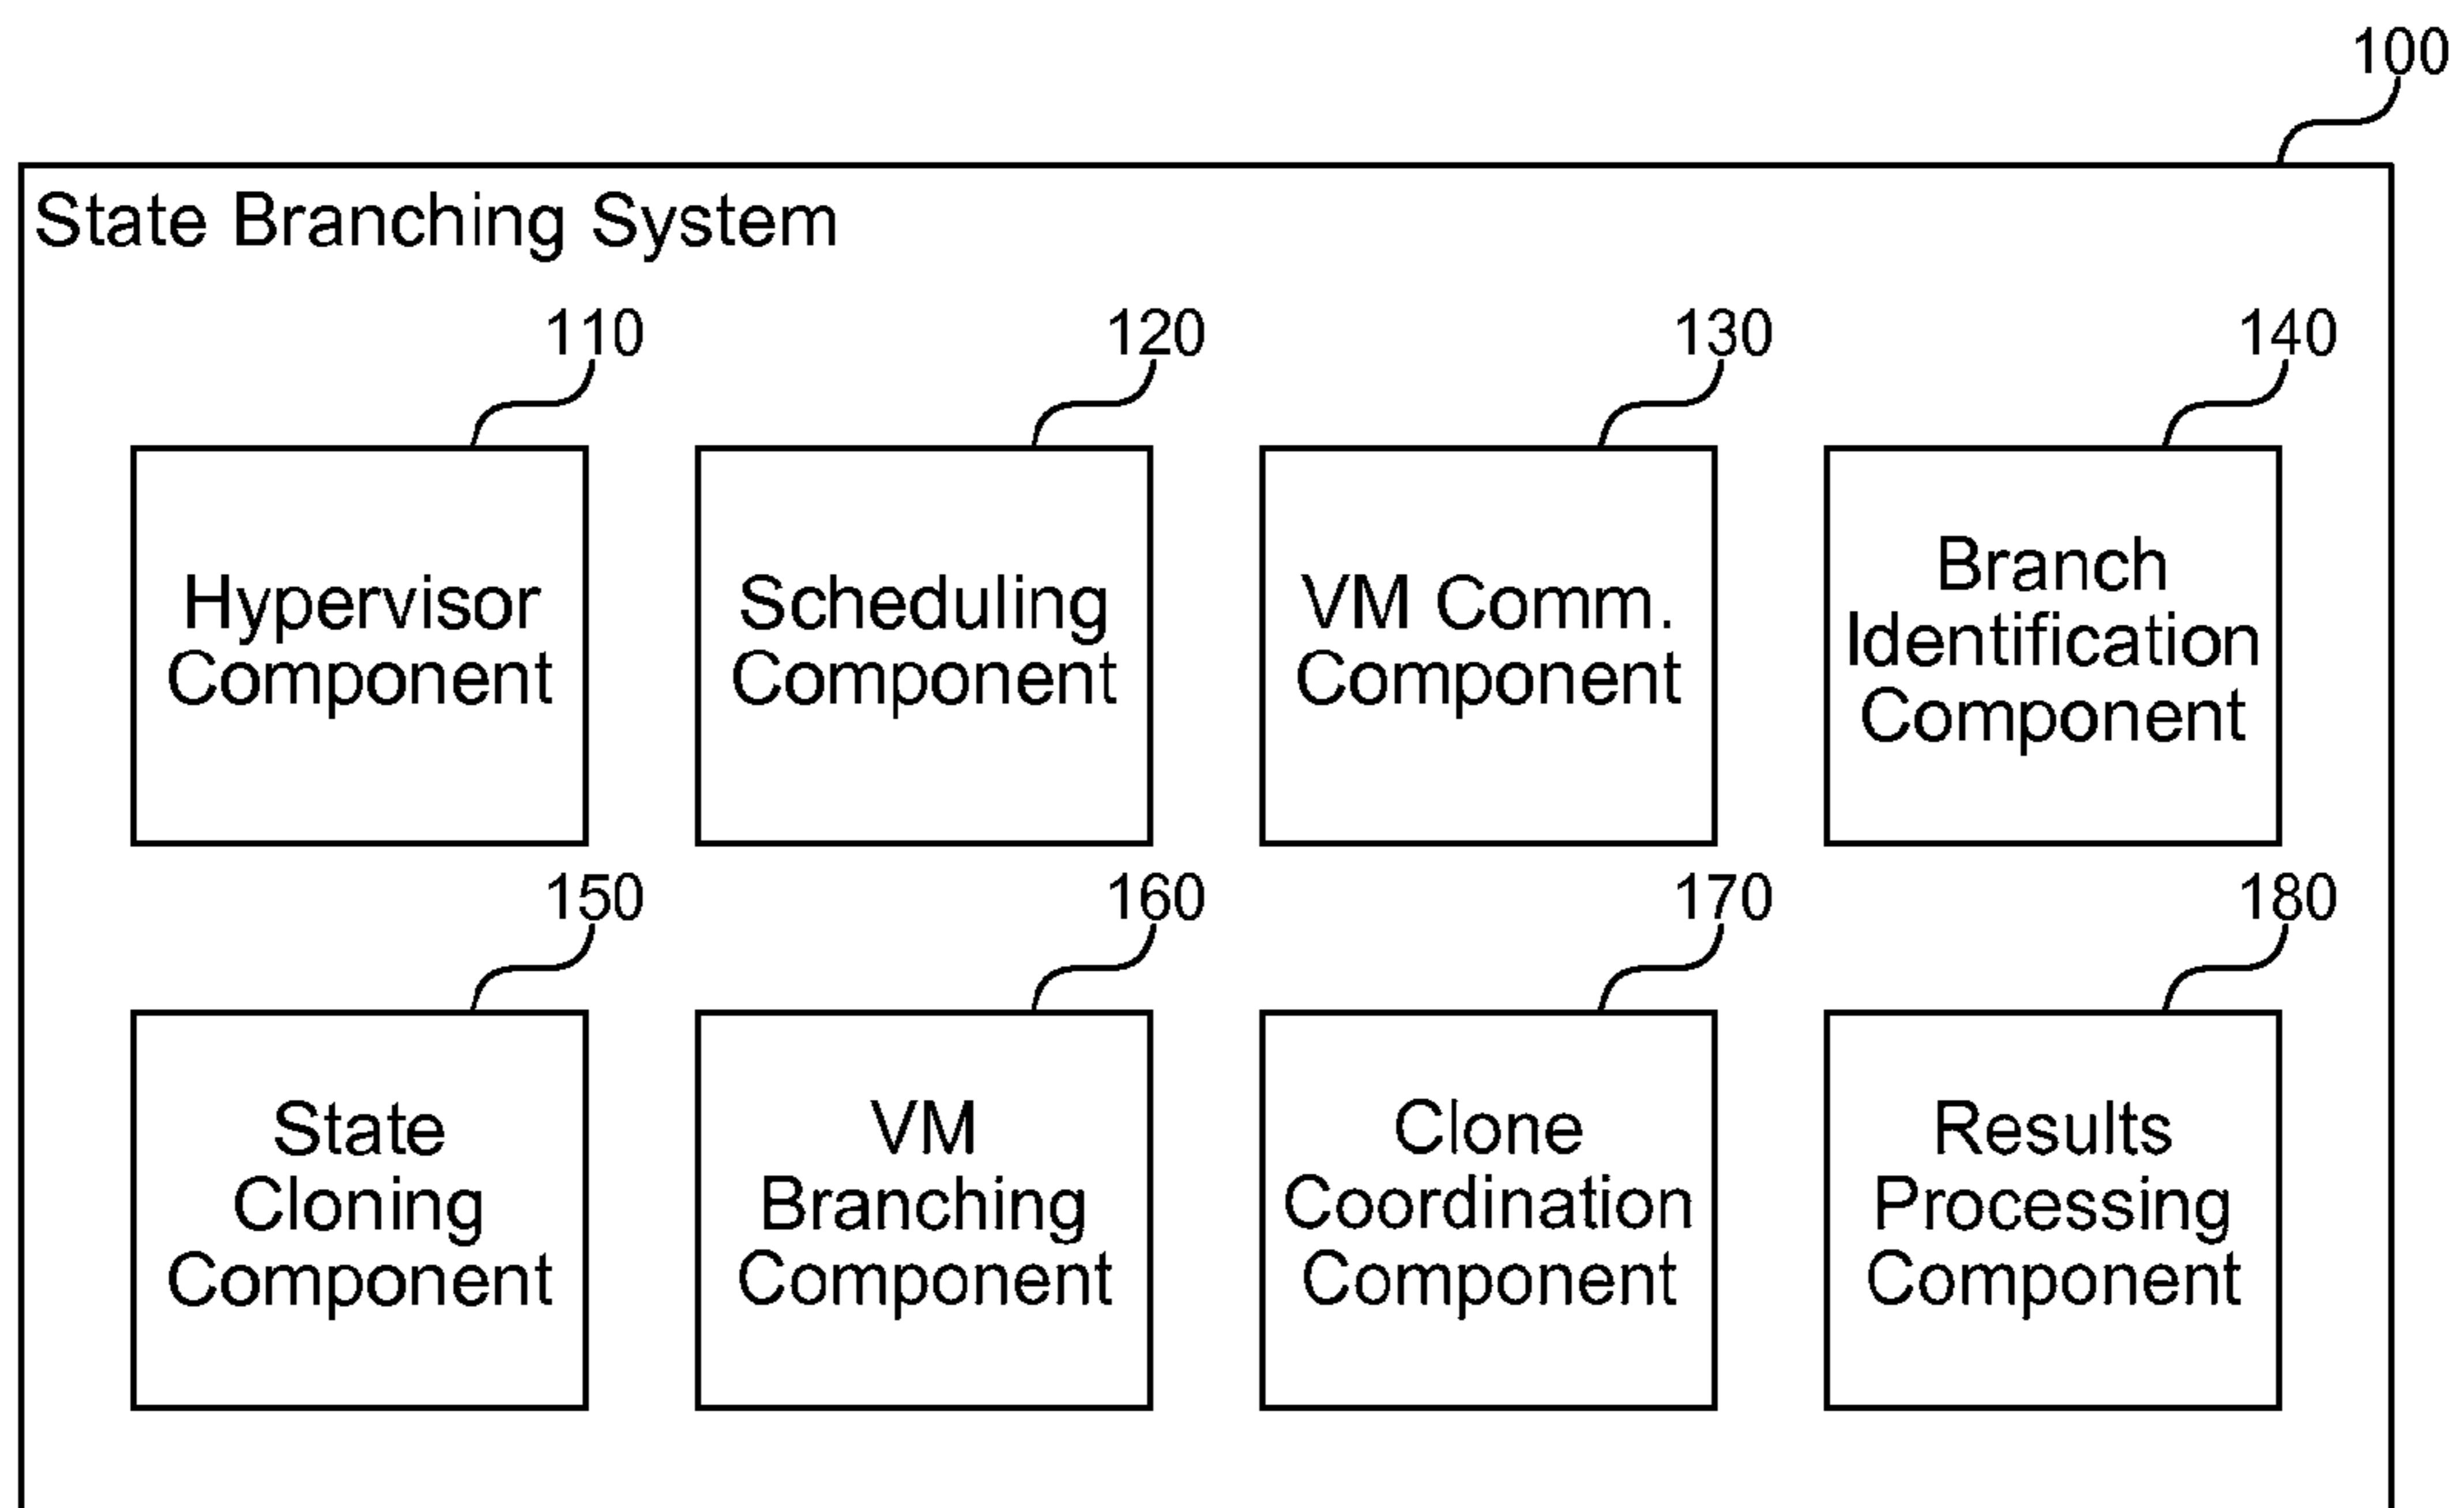 100
State Branching System
110
120
130
140
Hypervisor
Component
Scheduling
Component
VM Comm.
Component
Branch
Identification
Component
150
160
170
180
State
Cloning
Component
VM
Branching
Component
Clone
Coordination
Component
Results
Processing
Component